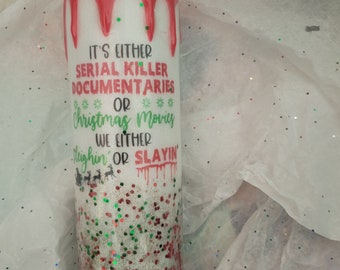 IT'S EITHER
SERIAL KILLER
DOCUMENTARIES
OR
Christmas Movies
WE EITHER
Sleighin' OR SLAYIN'